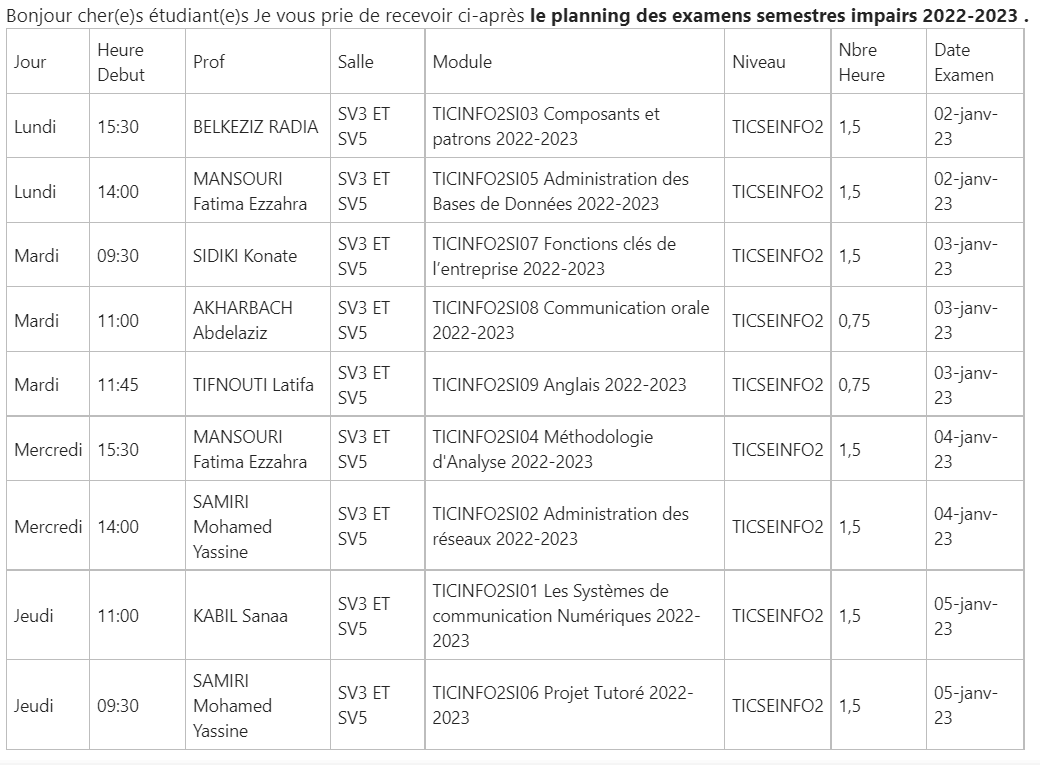 Bonjour cher(e)s étudiant(e)s Je vous prie de recevoir ci-après le planning des examens semestres impairs 2022-2023 .
Jour
Heure
Debut
Prof
Salle
Module
Niveau
Nbre
Heure
Date
Examen
Lundi
15:30
BELKEZIZ RADIA
SV3 ET
SV5
TICINFO2SI03 Composants et
patrons 2022-2023
TICSEINFO2
1,5
02-janv-
23
Lundi
14:00
MANSOURI
Fatima Ezzahra
SV3 ET
SV5
TICINFO2SI05 Administration des
Bases de Données 2022-2023
TICSEINFO2
1,5
02-janv-
23
Mardi
09:30
SIDIKI Konate
SV3 ET
SV5
TICINFO2SI07 Fonctions clés de
l’entreprise 2022-2023
TICSEINFO2
1,5
03-janv-
23
Mardi
11:00
AKHARBACH
Abdelaziz
SV3 ET
SV5
TICINFO2SI08 Communication orale
2022-2023
TICSEINFO2
0,75
03-janv-
23
Mardi
11:45
TIFNOUTI Latifa
SV3 ET
SV5
TICINFO2SI09 Anglais 2022-2023
TICSEINFO2
0,75
03-janv-
23
Mercredi
15:30
MANSOURI
Fatima Ezzahra
SV3 ET
SV5
TICINFO2SI04 Méthodologie
d'Analyse 2022-2023
TICSEINFO2
1,5
04-janv-
23
Mercredi
14:00
SAMIRI
Mohamed
Yassine
SV3 ET
SV5
TICINFO2SI02 Administration des
réseaux 2022-2023
TICSEINFO2
1,5
04-janv-
23
Jeudi
11:00
KABIL Sanaa
SV3 ET
SV5
TICINFO2SI01 Les Systèmes de
communication Numériques 2022-
2023
TICSEINFO2
1,5
05-janv-
23
Jeudi
09:30
SAMIRI
Mohamed
Yassine
SV3 ET
SV5
TICINFO2SI06 Projet Tutoré 2022-
2023
TICSEINFO2
1,5
05-janv-
23